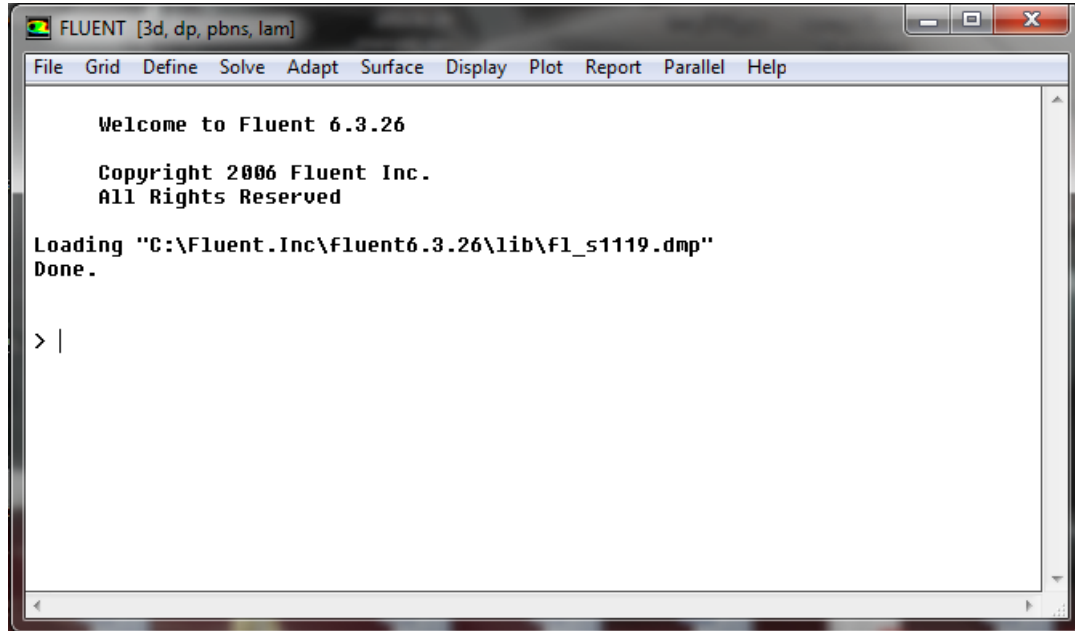 FLUENT [3d, dp, pbns, lam]
File Grid Define Solve Adapt Surface Display Plot Report Parallel Help
Welcome to Fluent 6.3.26
Copyright 2006 Fluent Inc.
All Rights Reserved
Loading "C:\Fluent.Inc\fluent6.3.26\lib\fl_s1119.dmp"
Done.
>